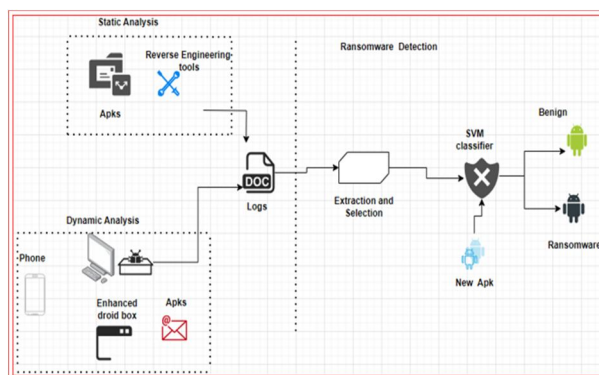 Static Analysis
Reverse Engineering
tools
Apks
Ransomware Detection
Benign
SVM
classifier
DOC
Logs
Extraction and
Selection
Ransomware
New Apk
Dynamic Analysis
Phone
Enhanced
droid box
Apks
@